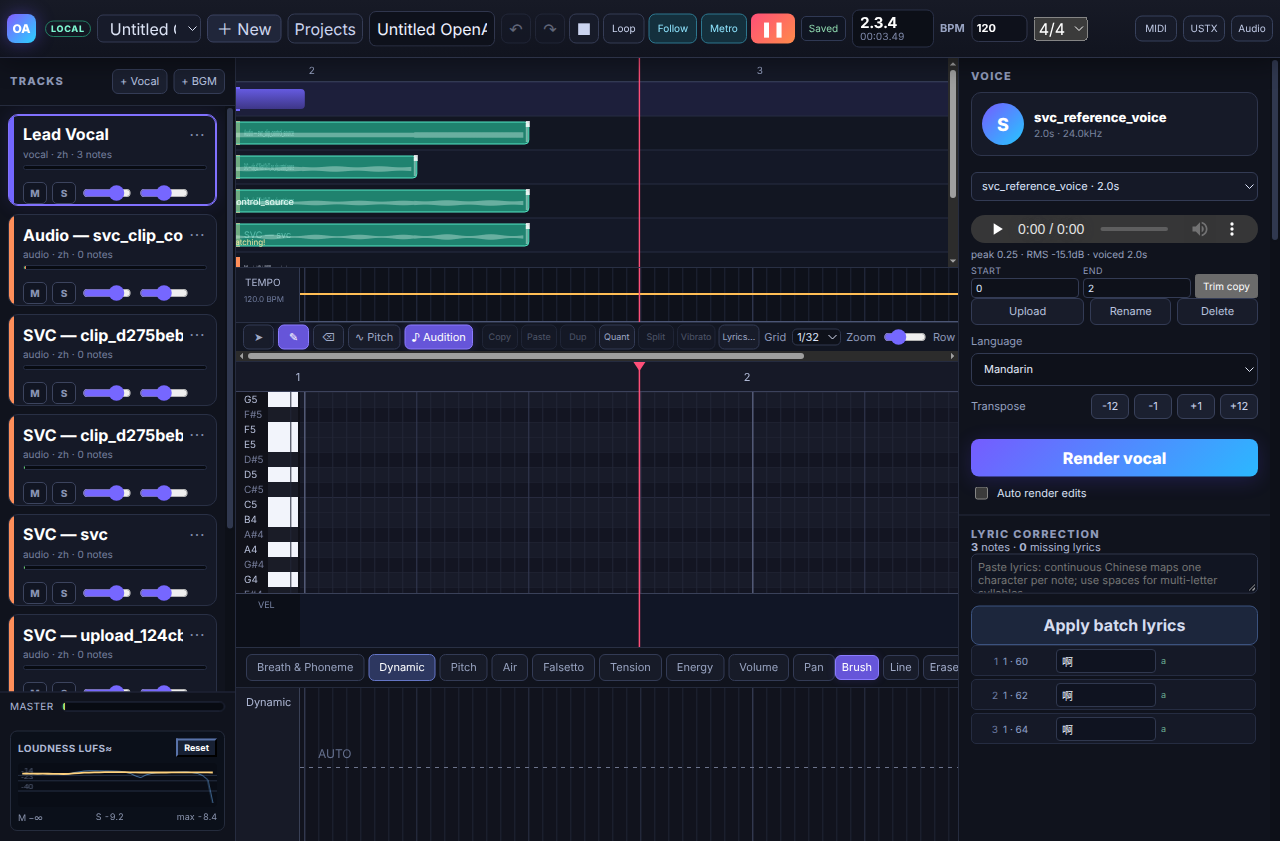 OA LOCAL Untitled ( + New Projects Untitled OpenA Loop Follow Metro Saved 2.3.4 BPM 120 4/4 MIDI USTX Audio
00:03.49
TRACKS + Vocal + BGM
Lead Vocal ...
vocal · zh · 3 notes
M S
Audio — svc_clip_co ...
audio · zh · 0 notes
M S
SVC — clip_d275beb ...
audio · zh · 0 notes
M S
SVC — clip_d275beb ...
audio · zh · 0 notes
M S
SVC — svc ...
audio · zh · 0 notes
M S
SVC — upload_124cb ...
audio · zh · 0 notes
MASTER
LOUDNESS LUFS≈ Reset
-40
M −∞ S -9.2 max -8.4
2 3
ontrol_source
SVC — svc
atching!
TEMPO
120.0 BPM
Pitch Audition Copy Paste Dup Quant Split Vibrato Lyrics... Grid 1/32 Zoom Row
1 2
G5
F#5
F5
E5
D#5
D5
C#5
C5
B4
A#4
A4
G#4
G4
F#4
VEL
Breath & Phoneme Dynamic Pitch Air Falsetto Tension Energy Volume Pan Brush Line Erase
Dynamic
AUTO
VOICE
S svc_reference_voice
2.0s · 24.0kHz
svc_reference_voice · 2.0s
0:00 / 0:00
peak 0.25 · RMS -15.1dB · voiced 2.0s
START END
0 2 Trim copy
Upload Rename Delete
Language
Mandarin
Transpose -12 -1 +1 +12
Render vocal
Auto render edits
LYRIC CORRECTION
3 notes · 0 missing lyrics
Paste lyrics: continuous Chinese maps one
character per note; use spaces for multi-letter
syllables.
Apply batch lyrics
1 1 · 60 啊 a
2 1 · 62 啊 a
3 1 · 64 啊 a